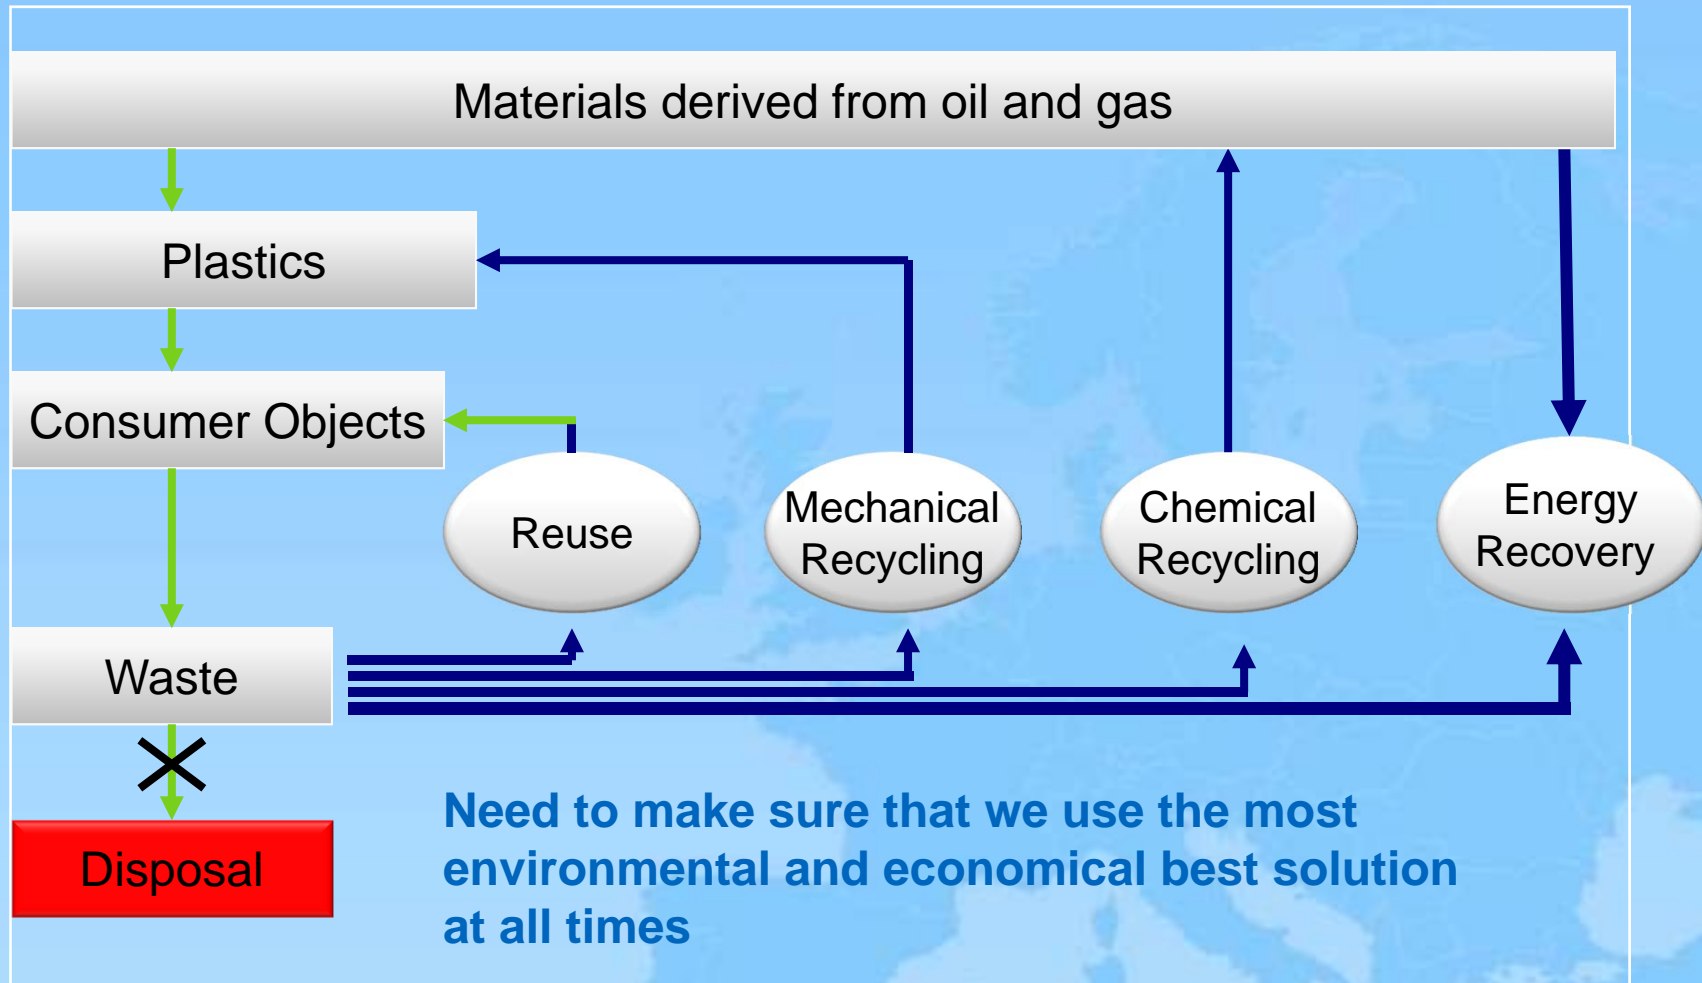 Materials derived from oil and gas
Plastics
Consumer Objects
Reuse
Mechanical
Recycling
Chemical
Recycling
Energy
Recovery
Waste
Disposal
Need to make sure that we use the most
environmental and economical best solution
at all times